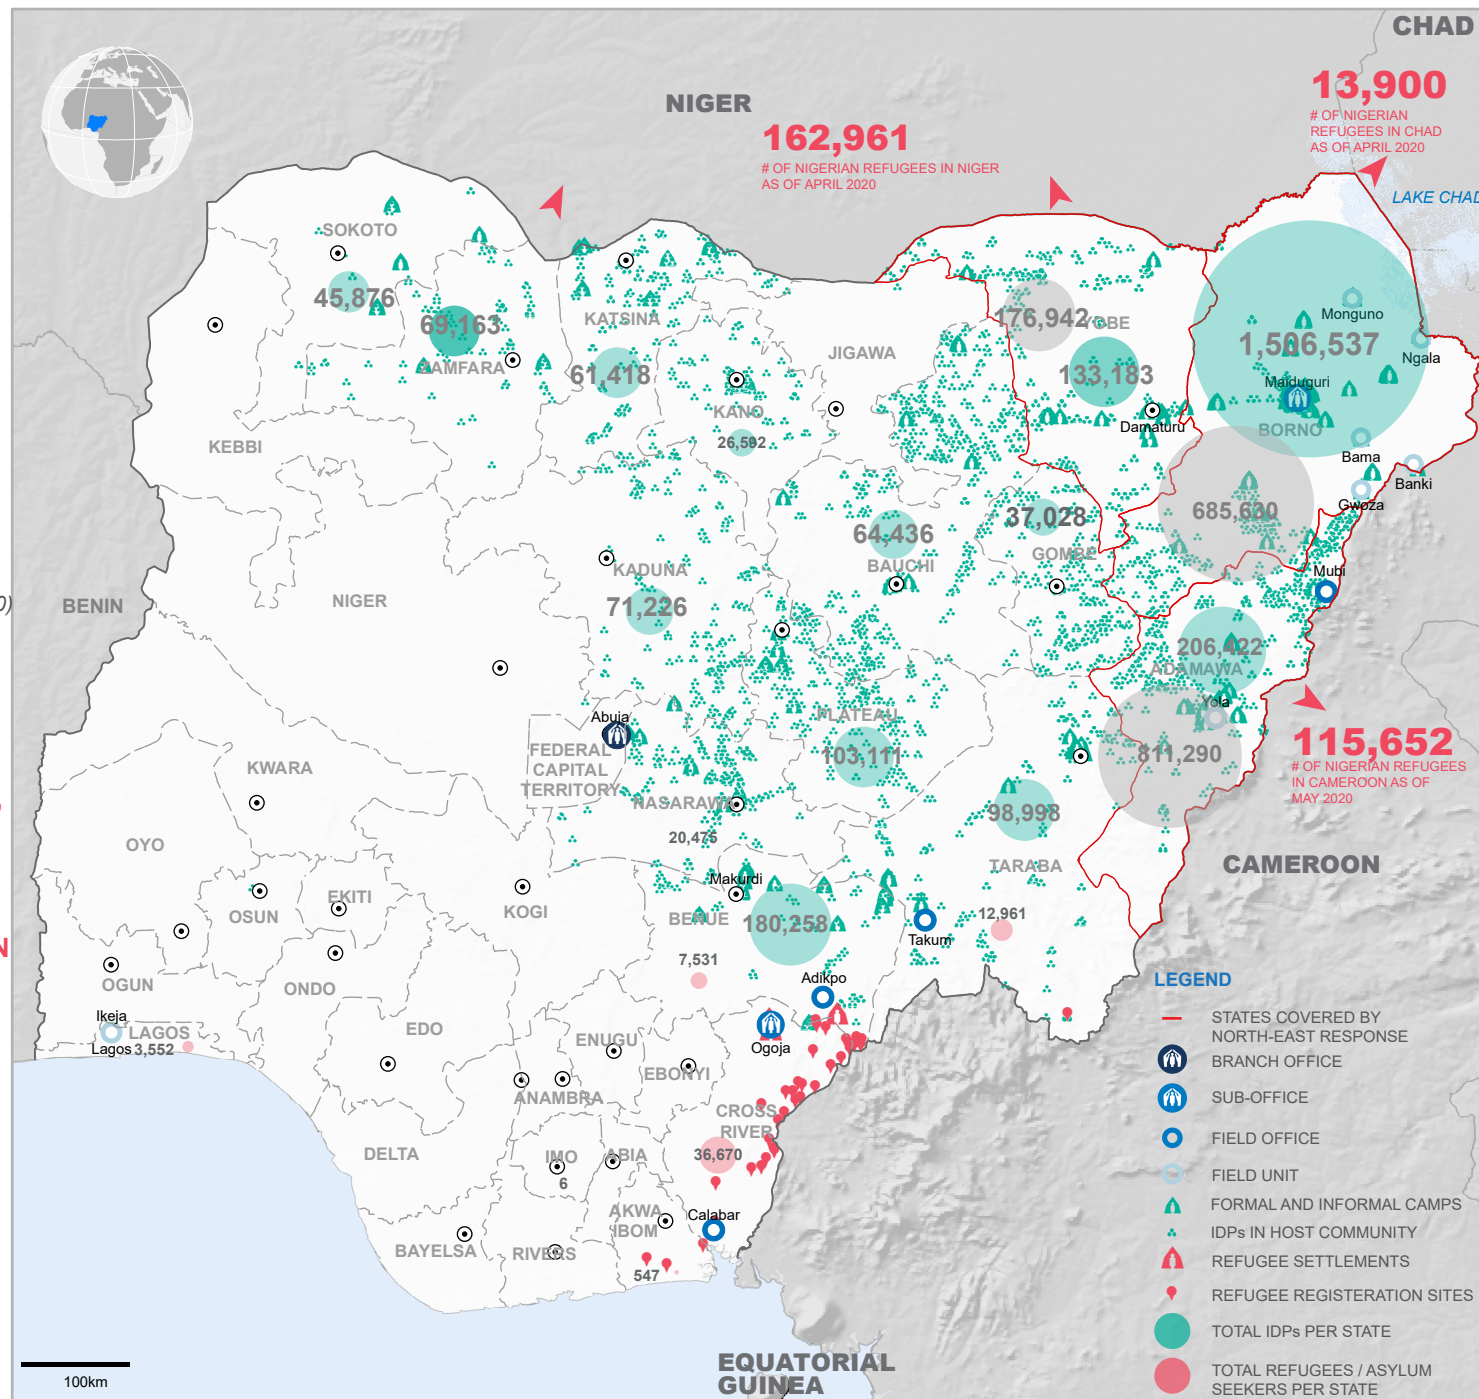 CHAD
13,900
# OF NIGERIAN
REFUGEES IN CHAD
AS OF APRIL 2020
NIGER
162,961
# OF NIGERIAN REFUGEES IN NIGER
AS OF APRIL 2020
LAKE CHAD
SOKOTO
45,876
69,163
ZAMFARA
KATSINA
61,418
KANO
26,592
JIGAWA
176,942
YOBE
133,183
Damaturu
Monguno
1,506,537
Ngala
Maiduguri
BORNO
Bama
Banki
Gwoza
685,630
KEBBI
64,436
BAUCHI
37,028
GOMBE
Mubi
KADUNA
71,226
NIGER
BENIN
0)
206,422
ADAMAWA
Yola
811,290
115,652
# OF NIGERIAN REFUGEES
IN CAMEROON AS OF
MAY 2020
PLATEAU
103,111
Abuja
FEDERAL
CAPITAL
TERRITORY
NASARAWA
20,475
98,998
TARABA
12,961
CAMEROON
KWARA
OYO
OSUN
EKITI
KOGI
Makurdi
BENUE
180,258
7,531
Takum
Adikpo
N
OGUN
ONDO
Ikeja
LAGOS
Lagos 3,552
EDO
ENUGU
EBONYI
Ogoja
ANAMBRA
CROSS
RIVER
36,670
DELTA
IMO
6
ABIA
AKWA
IBOM
Calabar
BAYELSA
RIVERS
547
LEGEND
STATES COVERED BY
NORTH-EAST RESPONSE
BRANCH OFFICE
SUB-OFFICE
FIELD OFFICE
FIELD UNIT
FORMAL AND INFORMAL CAMPS
IDPs IN HOST COMMUNITY
REFUGEE SETTLEMENTS
REFUGEE REGISTERATION SITES
TOTAL IDPs PER STATE
TOTAL REFUGEES / ASYLUM
SEEKERS PER STATE
100km
EQUATORIAL
GUINEA